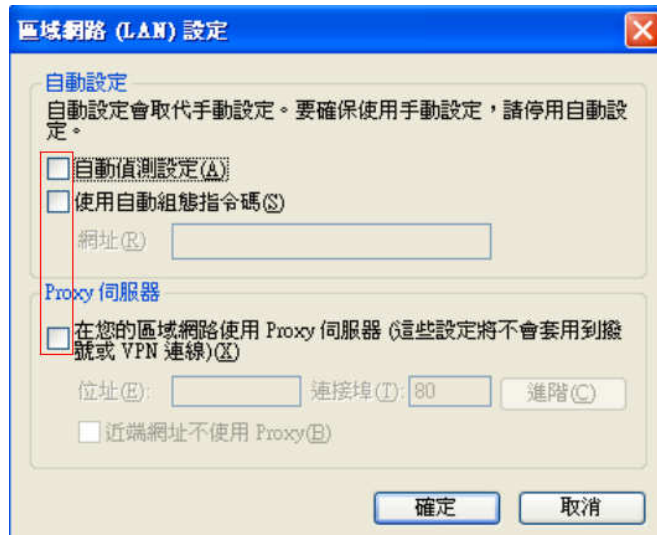 區域網路 (LAN) 設定
自動設定
自動設定會取代手動設定。要確保使用手動設定，請停用自動設
定。
自動偵測設定(A)
使用自動組態指令碼(S)
網址(R)
Proxy 伺服器
在您的區域網路使用 Proxy 伺服器 (這些設定將不會套用到撥
號或 VPN 連線)(X)
位址(E): 連接埠(T): 80 進階(C)
近端網址不使用 Proxy(B)
確定 取消